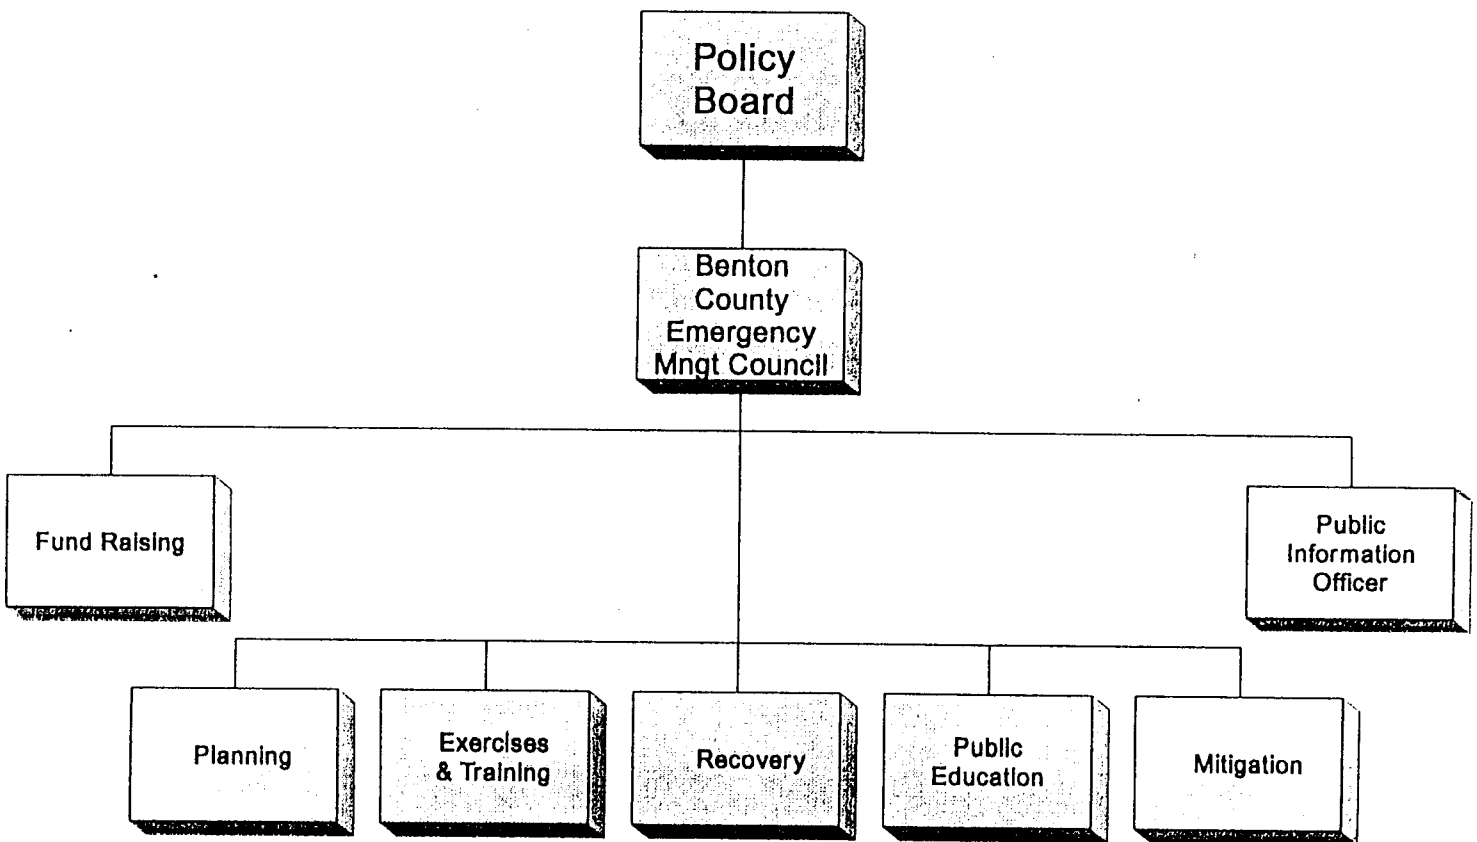 Policy
Board
Benton
County
Emergency
Mngt Council
Fund Raising
Public
Information
Officer
Planning
Exercises
& Training
Recovery
Public
Education
Mitigation